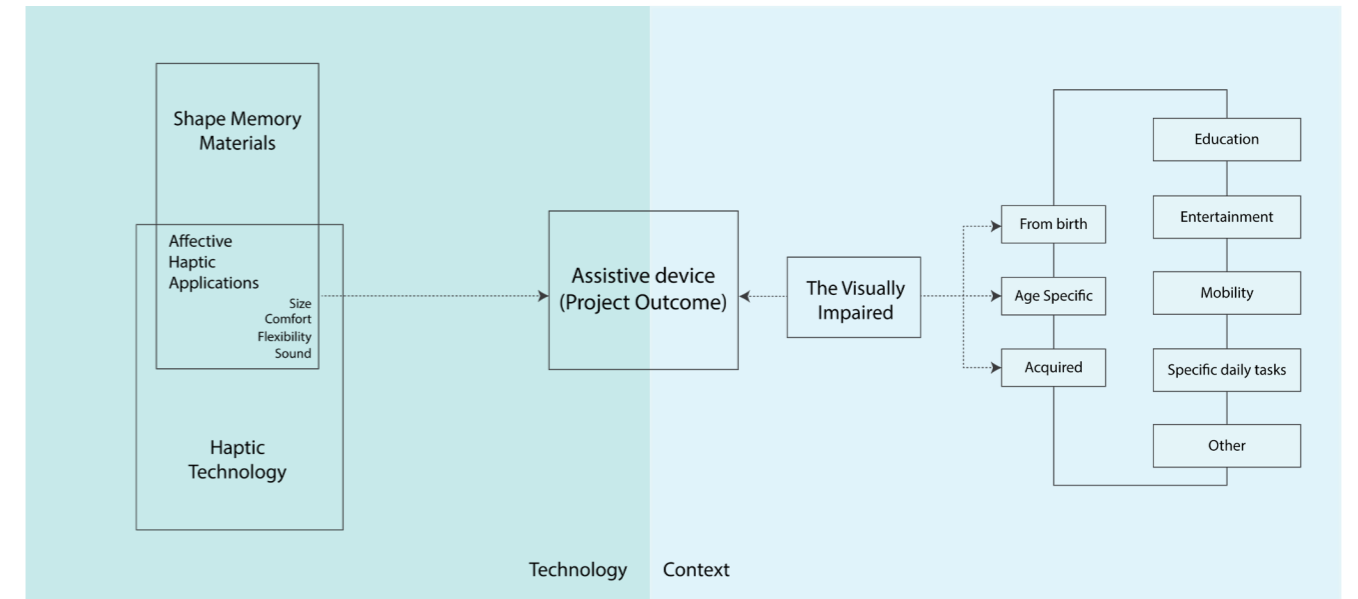 Shape Memory
Materials
Affective
Haptic
Applications
Size
Comfort
Flexibility
Sound
Haptic
Technology
Assistive device
(Project Outcome)
The Visually
Impaired
From birth
Age Specific
Acquired
Education
Entertainment
Mobility
Specific daily tasks
Other
Technology
Context